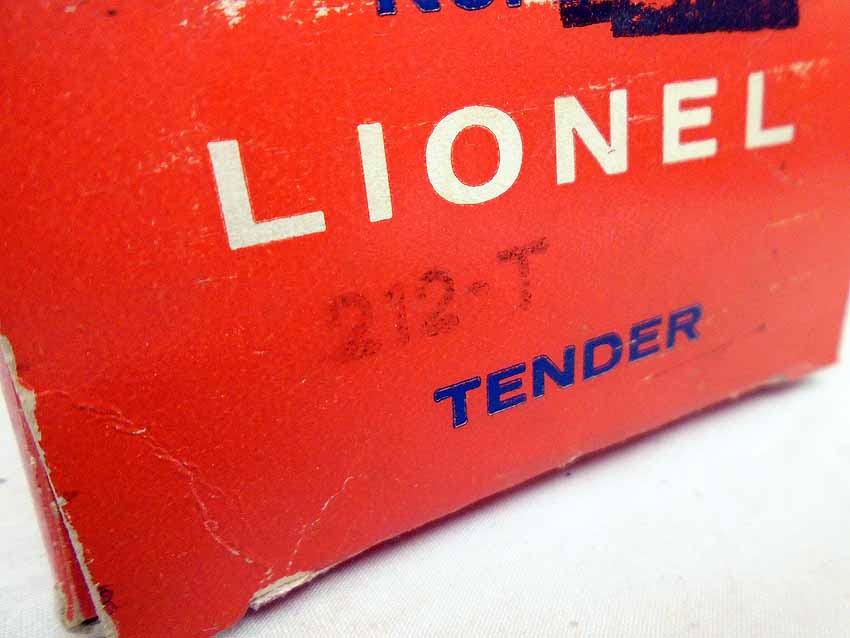 LIONEL
212-T
TENDER